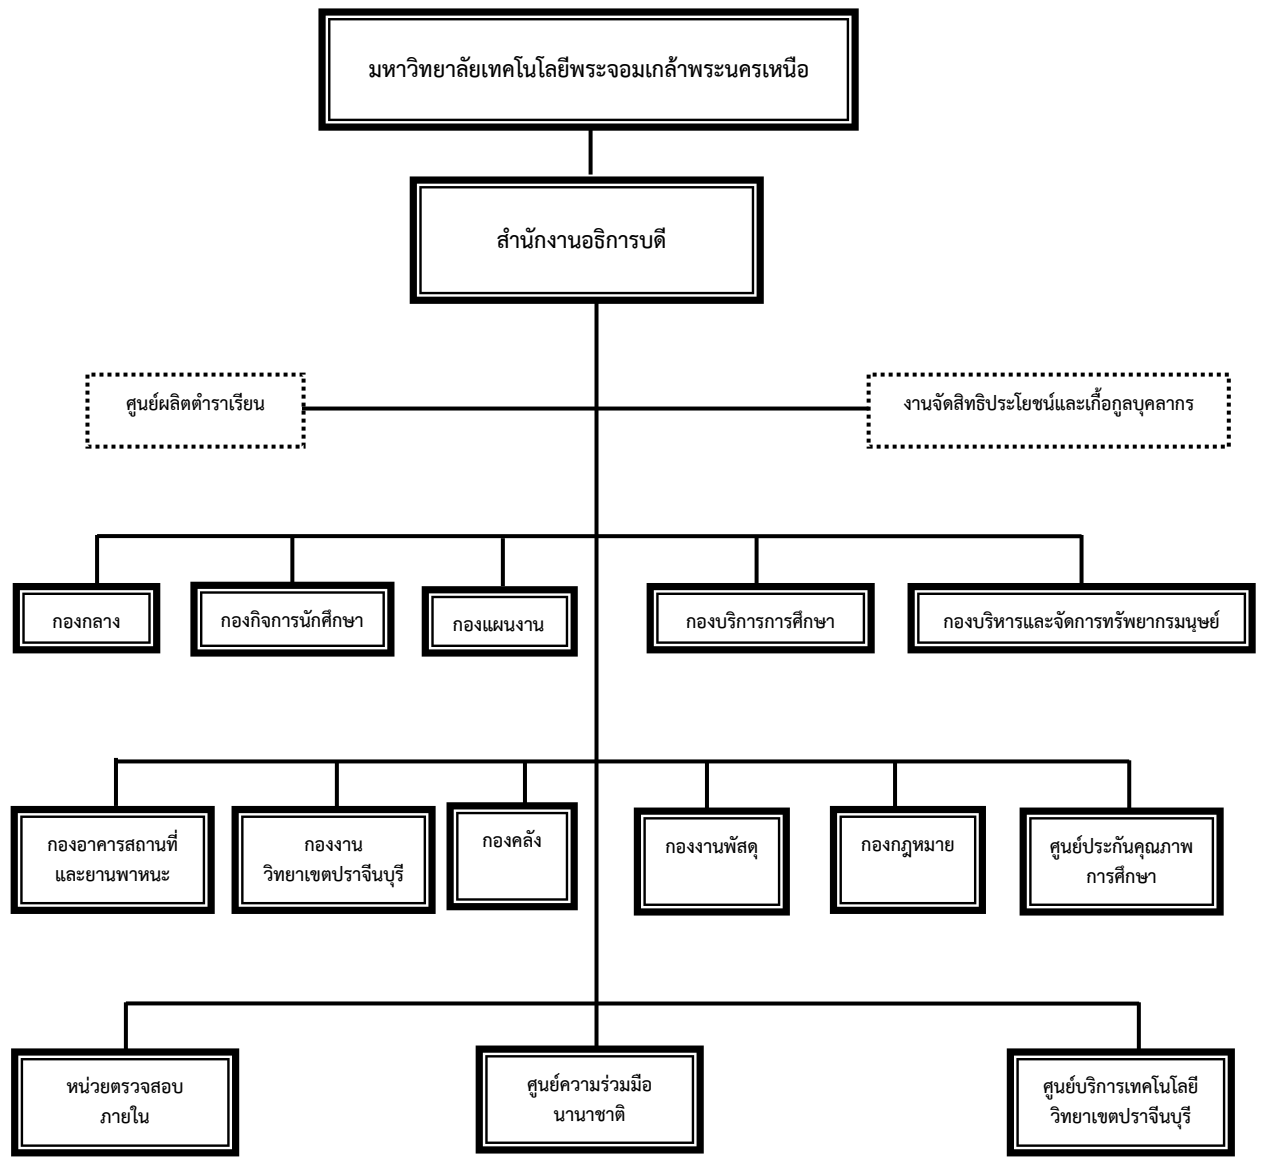 มหาวิทยาลัยเทคโนโลยีพระจอมเกล้าพระนครเหนือ
สำนักงานอธิการบดี
ศูนย์ผลิตตำราเรียน
งานจัดสิทธิประโยชน์และเกื้อกูลบุคลากร
กองกลาง
กองกิจการนักศึกษา
กองแผนงาน
กองบริการการศึกษา
กองบริหารและจัดการทรัพยากรมนุษย์
กองอาคารสถานที่
และยานพาหนะ
กองงาน
วิทยาเขตปราจีนบุรี
กองคลัง
กองงานพัสดุ
กองกฎหมาย
ศูนย์ประกันคุณภาพ
การศึกษา
หน่วยตรวจสอบ
ภายใน
ศูนย์ความร่วมมือ
นานาชาติ
ศูนย์บริการเทคโนโลยี
วิทยาเขตปราจีนบุรี